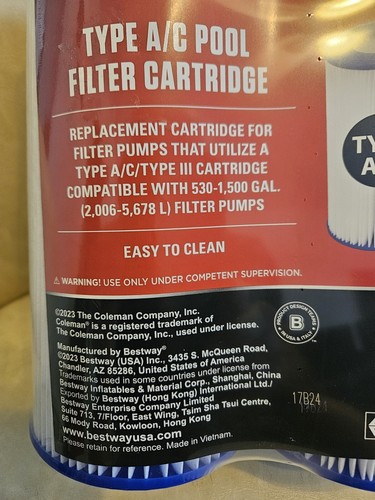 TYPE A/C POOL
FILTER CARTRIDGE
REPLACEMENT CARTRIDGE FOR
FILTER PUMPS THAT UTILIZE A
TYPE A/C/TYPE III CARTRIDGE
COMPATIBLE WITH 530-1,500 GAL.
(2,006-5,678 L) FILTER PUMPS
EASY TO CLEAN
⚠ WARNING! USE ONLY UNDER COMPETENT SUPERVISION.
©2023 The Coleman Company, Inc.
Coleman® is a registered trademark of
The Coleman Company, Inc., used under license.
Manufactured by Bestway®
©2023 Bestway (USA) Inc., 3435 S. McQueen Road,
Chandler, AZ 85286, United States of America
Trademarks used in some countries under license from
Bestway Inflatables & Material Corp., Shanghai, China
Exported by Bestway (Hong Kong) International Ltd./
Bestway Enterprise Company Limited
Suite 713, 7/Floor, East Wing, Tsim Sha Tsui Centre,
66 Mody Road, Kowloon, Hong Kong
www.bestwayusa.com
Please retain for reference. Made in Vietnam.
PRODUCT DESIGN TEAMS
B
IN USA & ITALY
17B24
TY
A